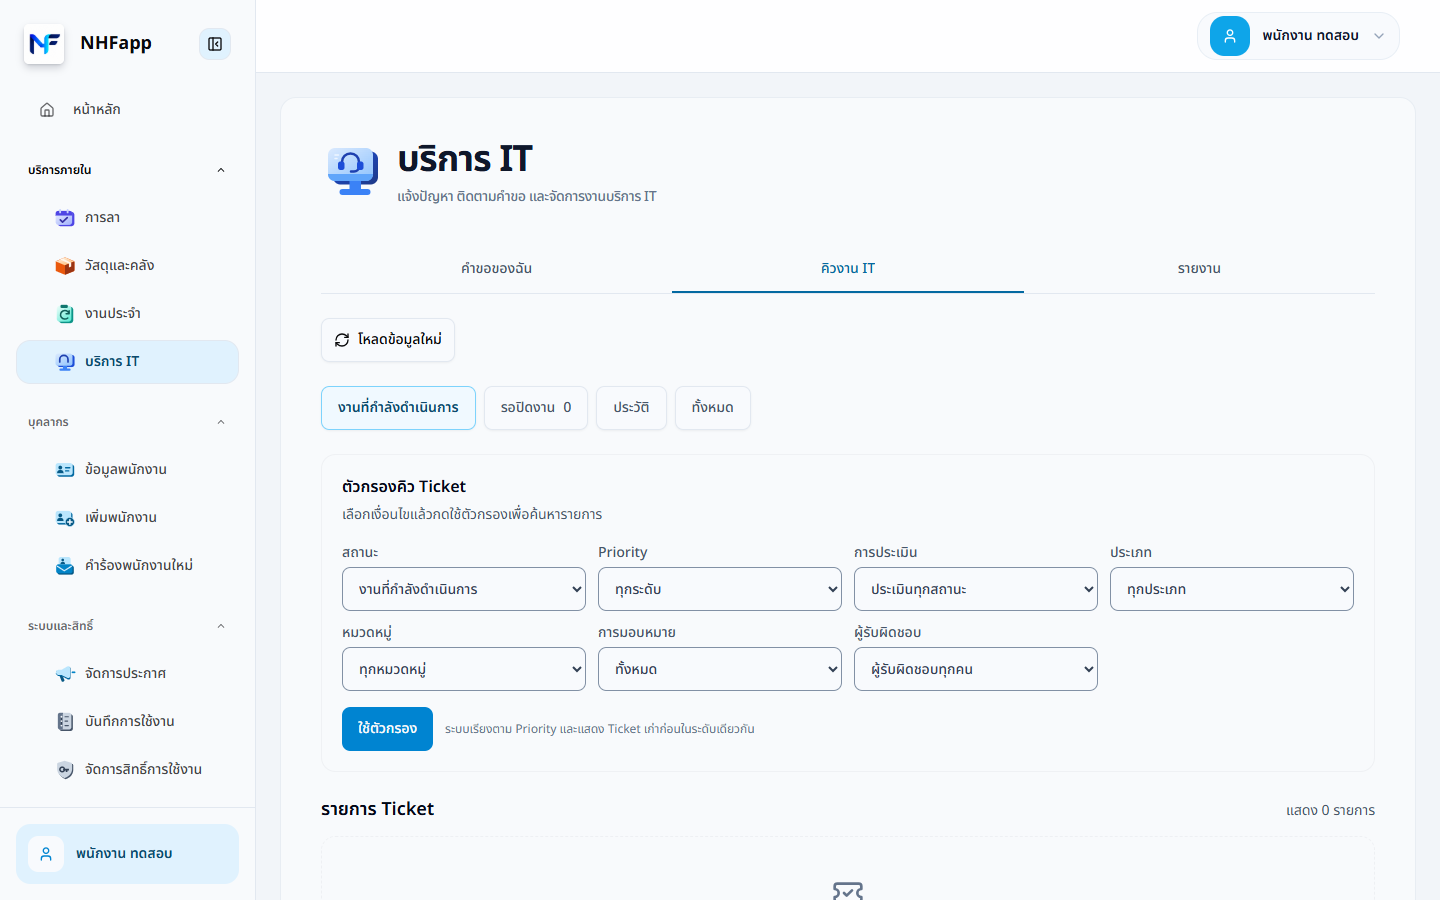 NHFapp
พนักงาน ทดสอบ
หน้าหลัก
บริการภายใน
การลา
วัสดุและคลัง
งานประจำ
บริการ IT
บุคลากร
ข้อมูลพนักงาน
เพิ่มพนักงาน
คำร้องพนักงานใหม่
ระบบและสิทธิ์
จัดการประกาศ
บันทึกการใช้งาน
จัดการสิทธิ์การใช้งาน
พนักงาน ทดสอบ
บริการ IT
แจ้งปัญหา ติดตามคำขอ และจัดการงานบริการ IT
คำขอของฉัน คิวงาน IT รายงาน
โหลดข้อมูลใหม่
งานที่กำลังดำเนินการ รอปิดงาน 0 ประวัติ ทั้งหมด
ตัวกรองคิว Ticket
เลือกเงื่อนไขแล้วกดใช้ตัวกรองเพื่อค้นหารายการ
สถานะ Priority การประเมิน ประเภท
งานที่กำลังดำเนินการ ทุกระดับ ประเมินทุกสถานะ ทุกประเภท
หมวดหมู่ การมอบหมาย ผู้รับผิดชอบ
ทุกหมวดหมู่ ทั้งหมด ผู้รับผิดชอบทุกคน
ใช้ตัวกรอง ระบบเรียงตาม Priority และแสดง Ticket เก่าก่อนในระดับเดียวกัน
รายการ Ticket แสดง 0 รายการ